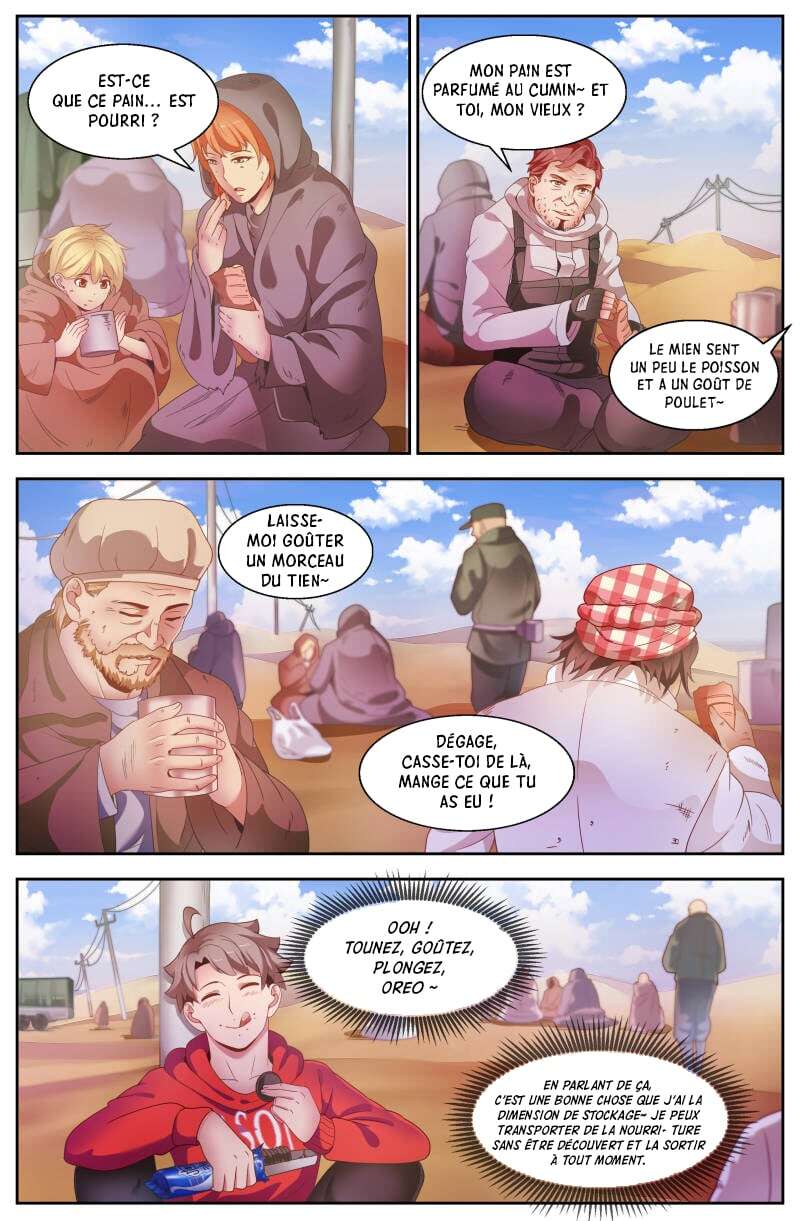 EST-CE
QUE CE PAIN... EST
POURRI ?
MON PAIN EST
PARFUMÉ AU CUMIN~ ET
TOI, MON VIEUX ?
LE MIEN SENT
UN PEU LE POISSON
ET A UN GOÛT DE
POULET~
LAISSE-
MOI GOÛTER
UN MORCEAU
DU TIEN~
DÉGAGE,
CASSE-TOI DE LÀ,
MANGE CE QUE TU
AS EU !
OOH !
TOUNEZ, GOÛTEZ,
PLONGEZ,
OREO ~
EN PARLANT DE ÇA,
C'EST UNE BONNE CHOSE QUE J'AI LA
DIMENSION DE STOCKAGE~ JE PEUX
TRANSPORTER DE LA NOURRI- TURE
SANS ÊTRE DÉCOUVERT ET LA SORTIR
À TOUT MOMENT.